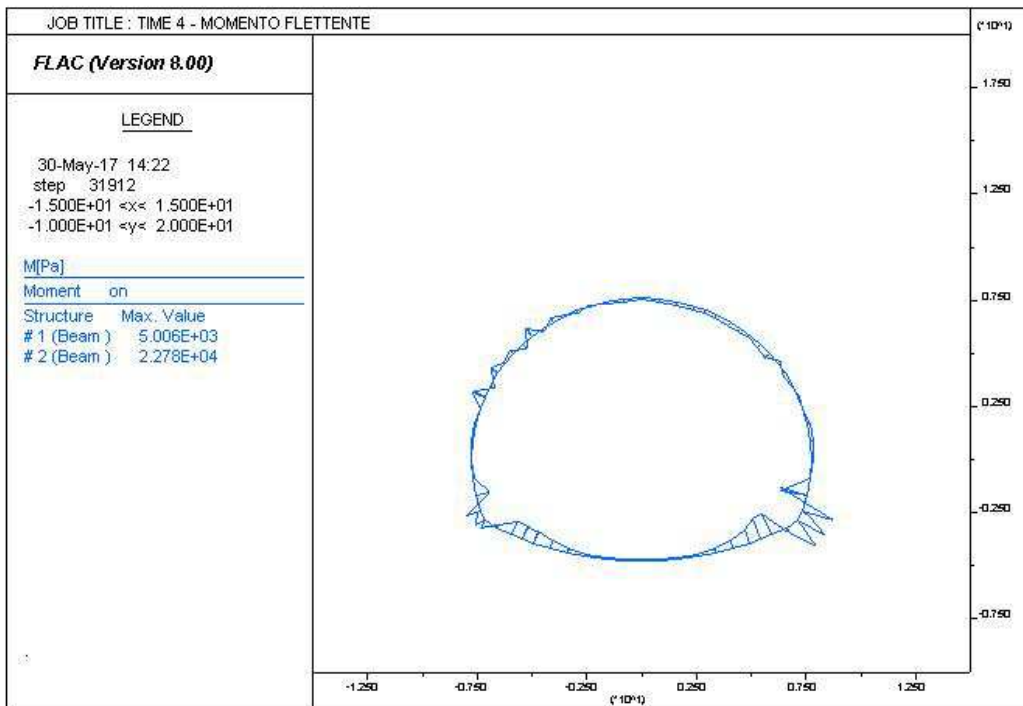 JOB TITLE : TIME 4 - MOMENTO FLETTENTE
FLAC (Version 8.00)
LEGEND
30-May-17 14:22
step 31912
-1.500E+01 <x< 1.500E+01
-1.000E+01 <y< 2.000E+01
M[Pa]
Moment on
Structure Max. Value
# 1 (Beam ) 5.006E+03
# 2 (Beam ) 2.278E+04
(*10^1)
1.750
1.250
0.750
0.250
-0.250
-0.750
-1.250 -0.750 -0.250 0.250 0.750 1.250
(*10^1)